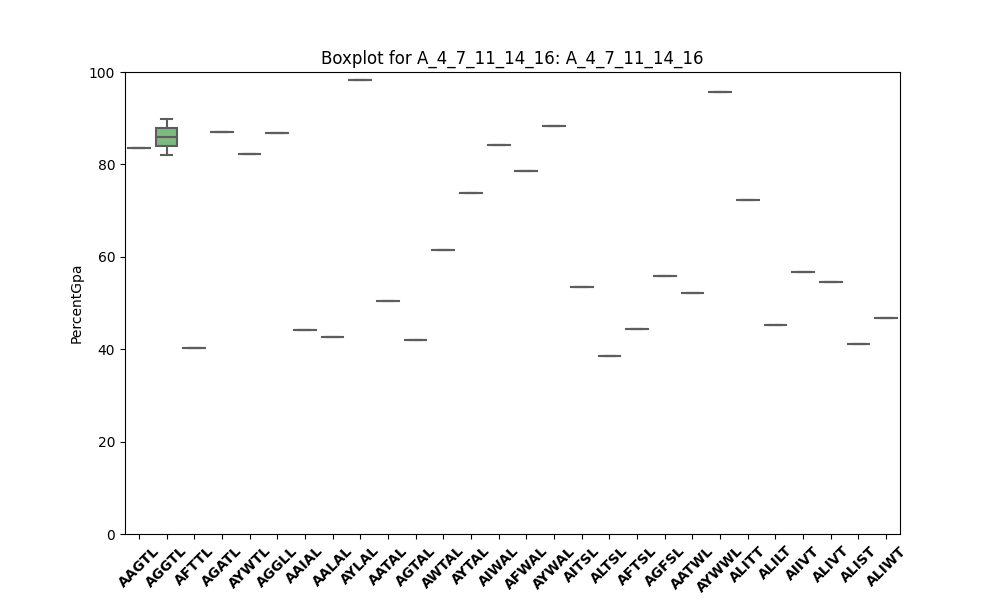 Boxplot for A_4_7_11_14_16: A_4_7_11_14_16
PercentGpa
100
80
60
40
20
0
AAGTL
AGGTL
AFTTL
AGATL
AYWTL
AGGLL
AAIAL
AALAL
AYLAL
AATAL
AGTAL
AWTAL
AYTAL
AIWAL
AFWAL
AYWAL
AITSL
ALTSL
AFTSL
AGFSL
AATWL
AYWWL
ALITT
ALILT
AIIVT
ALIVT
ALIST
ALIWT